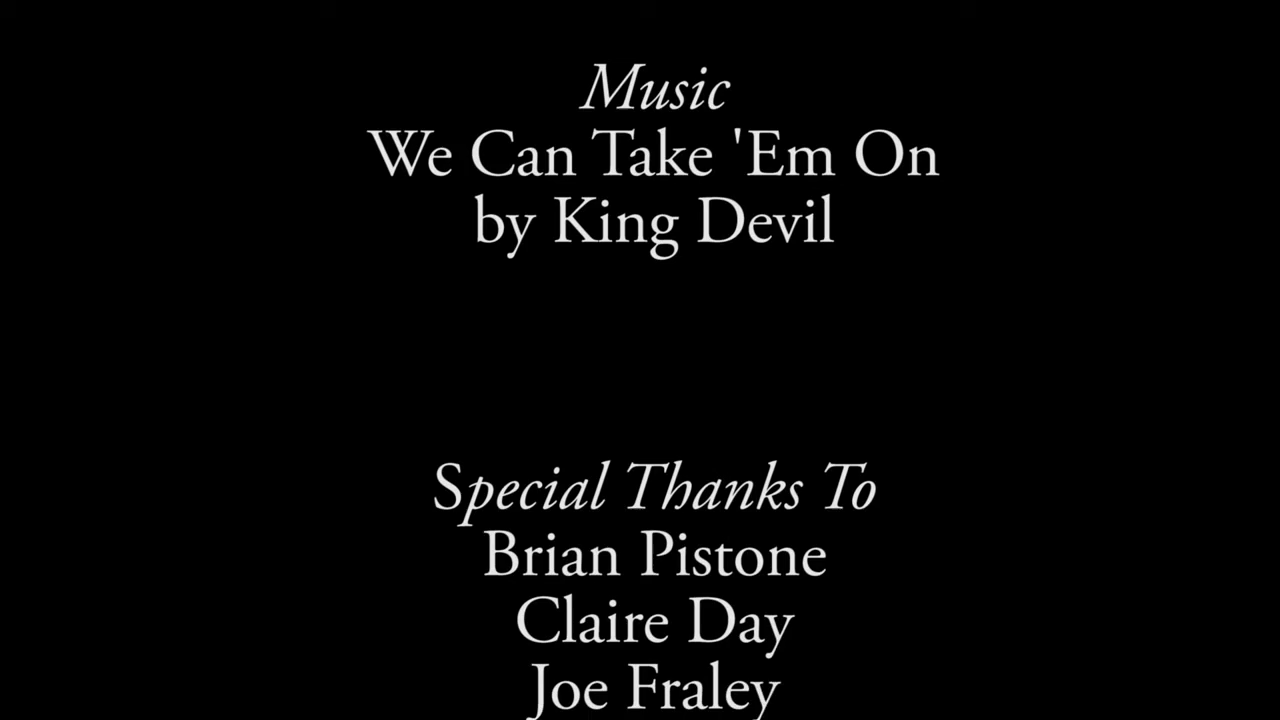 Music
We Can Take 'Em On
by King Devil
Special Thanks To
Brian Pistone
Claire Day
Joe Fraley